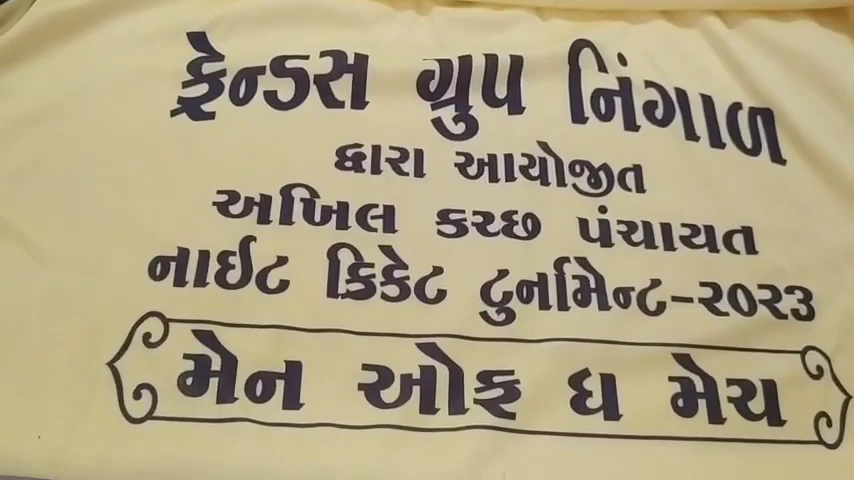 ફ્રેન્ડસ ગ્રુપ નિંગાળ
દ્વારા આયોજીત
અખિલ કચ્છ પંચાયત
નાઈટ ક્રિકેટ ટુર્નામેન્ટ-૨૦૨૩
મેન ઓફ ધ મેચ